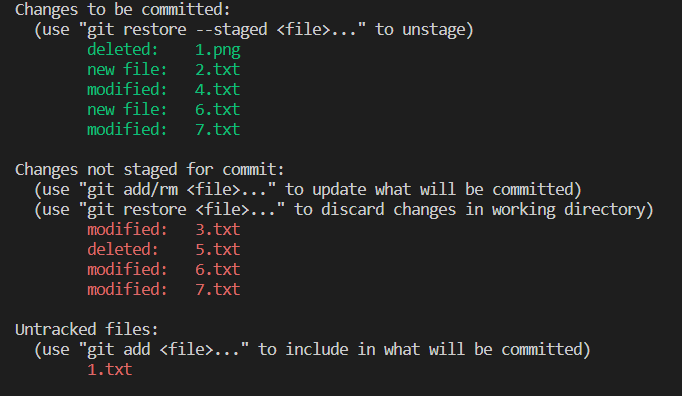 Changes to be committed:
  (use "git restore --staged <file>..." to unstage)
        deleted:    1.png
        new file:   2.txt
        modified:   4.txt
        new file:   6.txt
        modified:   7.txt

Changes not staged for commit:
  (use "git add/rm <file>..." to update what will be committed)
  (use "git restore <file>..." to discard changes in working directory)
        modified:   3.txt
        deleted:    5.txt
        modified:   6.txt
        modified:   7.txt

Untracked files:
  (use "git add <file>..." to include in what will be committed)
        1.txt